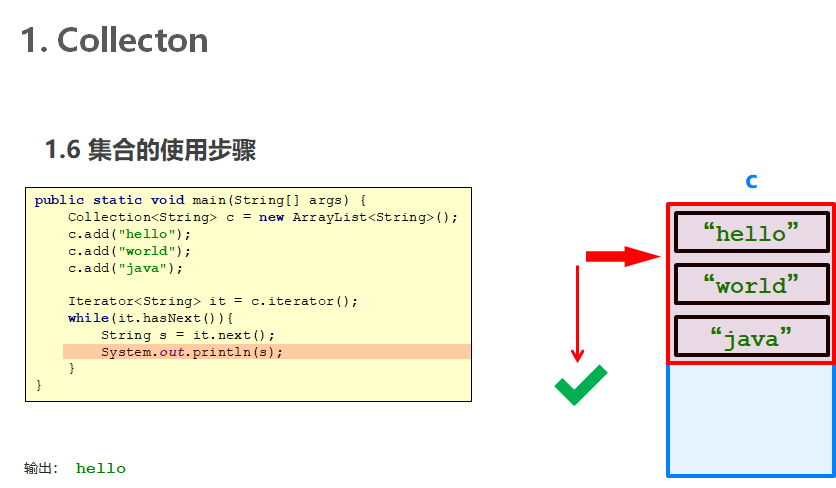 1. Collecton
1.6 集合的使用步骤
public static void main(String[] args) {
    Collection<String> c = new ArrayList<String>();
    c.add("hello");
    c.add("world");
    c.add("java");
    Iterator<String> it = c.iterator();
    while(it.hasNext()){
        String s = it.next();
        System.out.println(s);
    }
}
c
“hello”
“world”
“java”
输出： hello